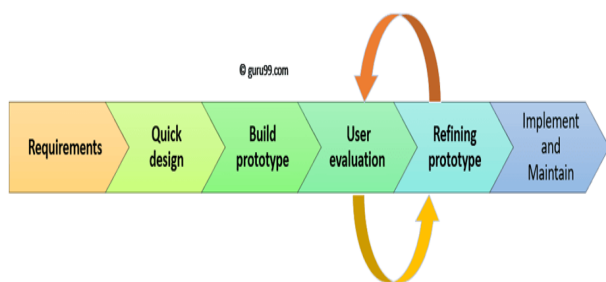 © guru99.com
Requirements
Quick
design
Build
prototype
User
evaluation
Refining
prototype
Implement
and
Maintain